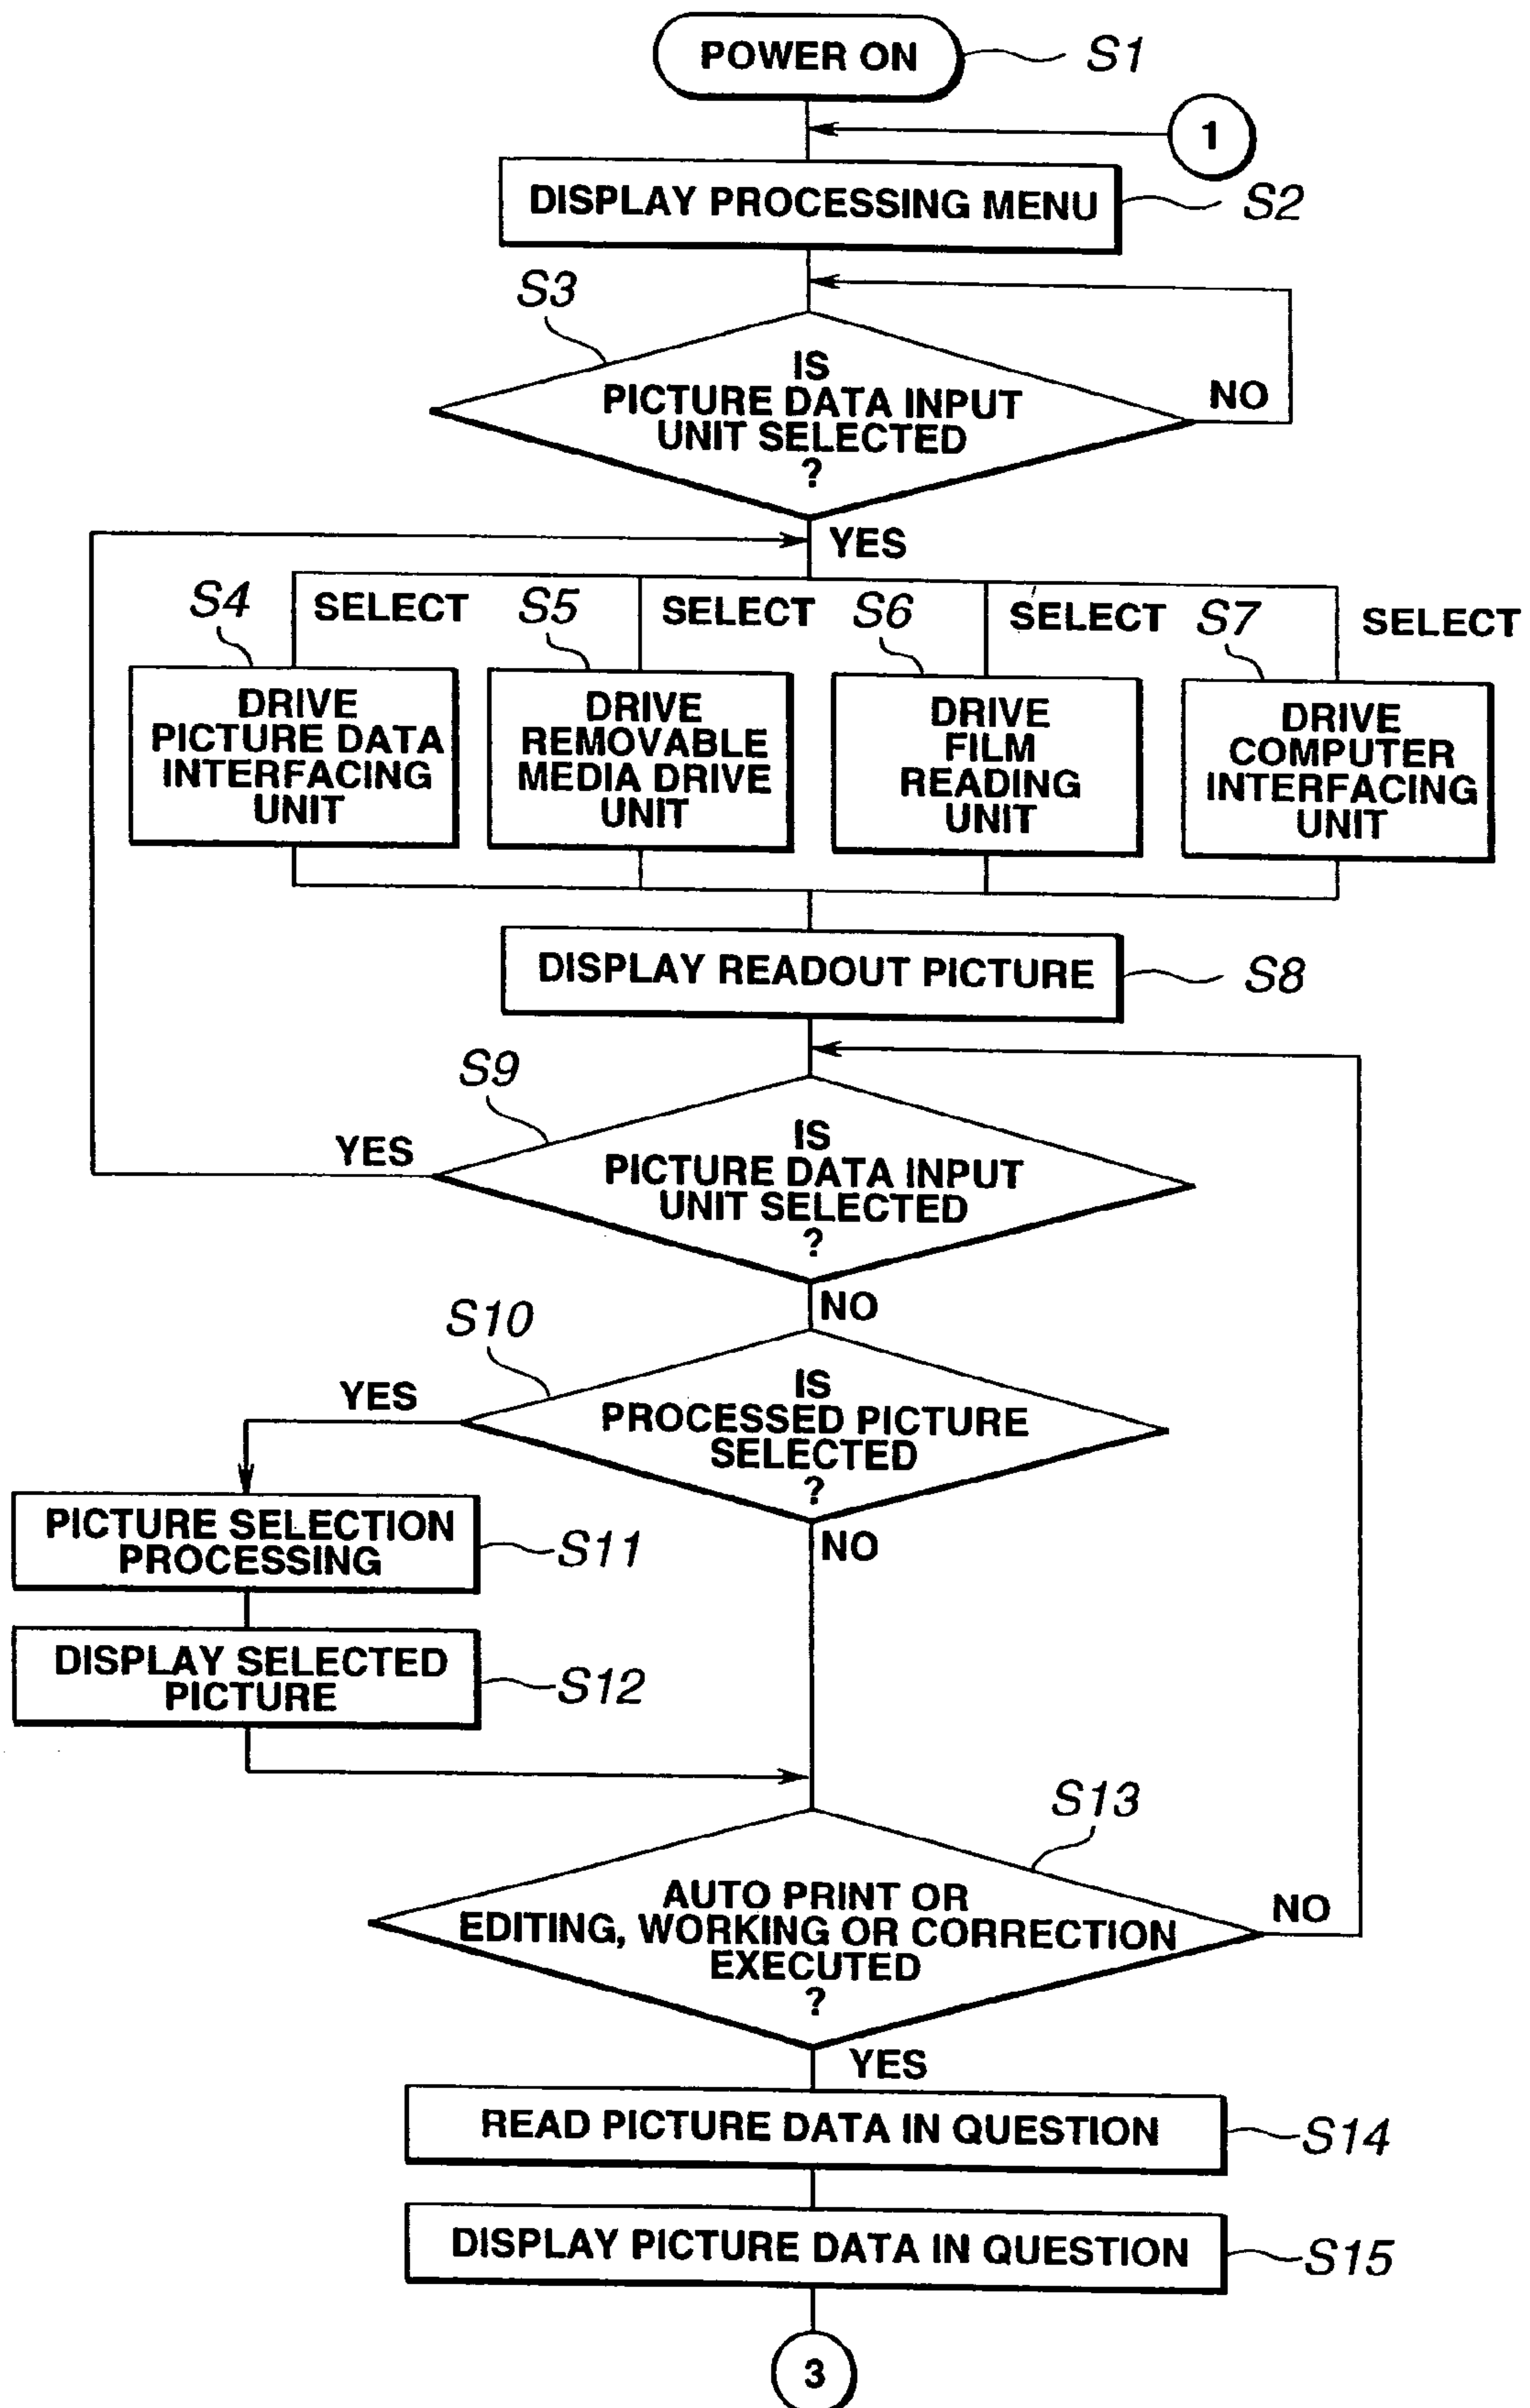 POWER ON
S1
1
DISPLAY PROCESSING MENU
S2
S3
IS
PICTURE DATA INPUT
UNIT SELECTED
?
NO
YES
S4
SELECT
S5
SELECT
S6
SELECT
S7
SELECT
DRIVE
PICTURE DATA
INTERFACING
UNIT
DRIVE
REMOVABLE
MEDIA DRIVE
UNIT
DRIVE
FILM
READING
UNIT
DRIVE
COMPUTER
INTERFACING
UNIT
DISPLAY READOUT PICTURE
S8
S9
YES
IS
PICTURE DATA INPUT
UNIT SELECTED
?
NO
S10
YES
IS
PROCESSED PICTURE
SELECTED
?
NO
PICTURE SELECTION
PROCESSING
S11
DISPLAY SELECTED
PICTURE
S12
S13
AUTO PRINT OR
EDITING, WORKING OR CORRECTION
EXECUTED
?
NO
YES
READ PICTURE DATA IN QUESTION
S14
DISPLAY PICTURE DATA IN QUESTION
S15
3